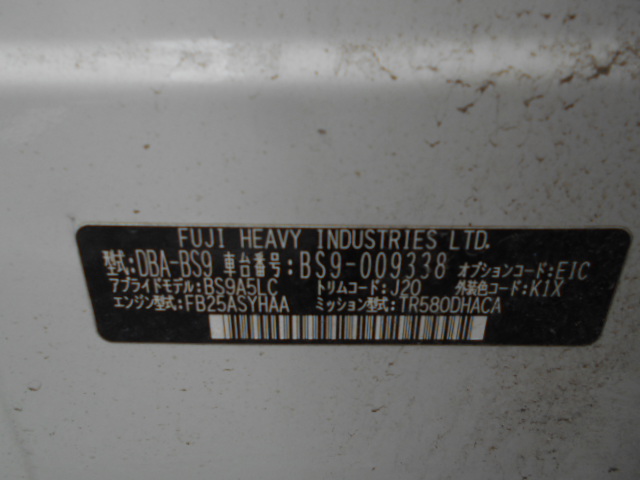 FUJI HEAVY INDUSTRIES LTD.
型式:DBA-BS9 車台番号:BS9-009338 オプションコード:EIC
アプライドモデル:BS9A5LC トリムコード:J20 外装色コード:K1X
エンジン型式:FB25ASYHAA ミッション型式:TR580DHACA